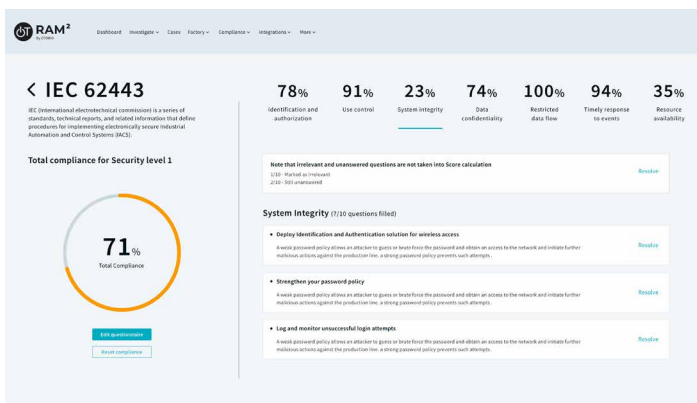 OT
RAM²
By OTORIO
Dashboard Investigate Cases Factory Compliance Integrations More
< IEC 62443
IEC (International electrotechnical commission) is a series of
standards, technical reports, and related information that define
procedures for implementing electronically secure Industrial
Automation and Control Systems (IACS).
Total compliance for Security level 1
71%
Total Compliance
Edit questionnaire
Reset compliance
78% 91% 23% 74% 100% 94% 35%
Identification and authorization
Use control
System integrity
Data confidentiality
Restricted data flow
Timely response to events
Resource availability
Note that irrelevant and unanswered questions are not taken into Score calculation
1/10 - Marked as irrelevant
2/10 - Still unanswered
Resolve
System Integrity (7/10 questions filled)
• Deploy Identification and Authentication solution for wireless access
A weak password policy allows an attacker to guess or brute force the password and obtain an access to the network and initiate further
malicious actions against the production line. a strong password policy prevents such attempts.
Resolve
• Strengthen your password policy
A weak password policy allows an attacker to guess or brute force the password and obtain an access to the network and initiate further
malicious actions against the production line. a strong password policy prevents such attempts.
Resolve
• Log and monitor unsuccessful login attempts
A weak password policy allows an attacker to guess or brute force the password and obtain an access to the network and initiate further
malicious actions against the production line. a strong password policy prevents such attempts.
Resolve